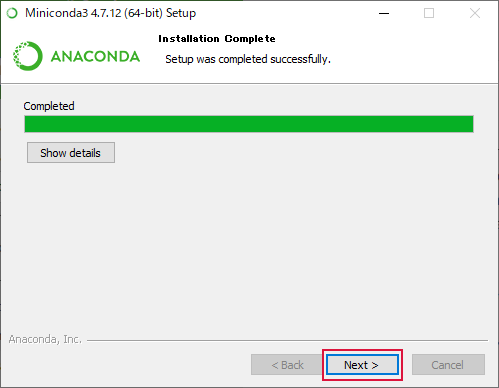 Miniconda3 4.7.12 (64-bit) Setup
ANACONDA
Installation Complete
Setup was completed successfully.
Completed
Show details
Anaconda, Inc.
< Back
Next >
Cancel